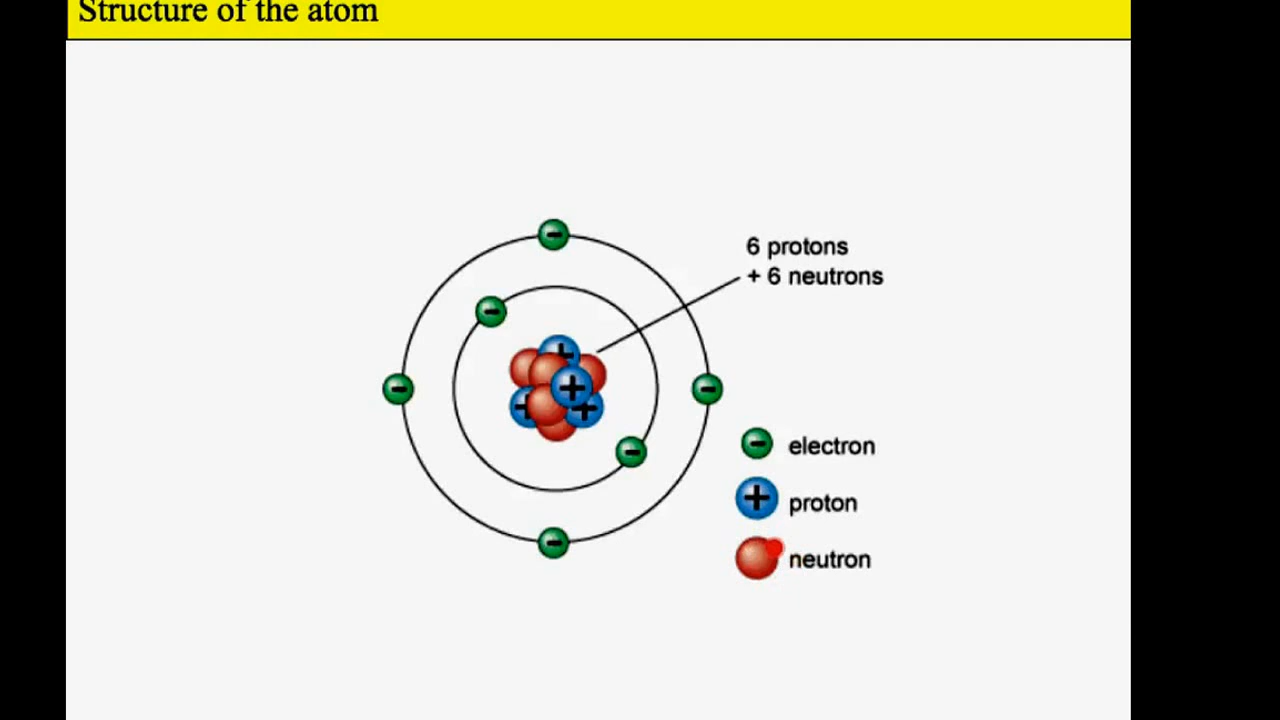 Structure of the atom
6 protons
+ 6 neutrons
electron
proton
neutron